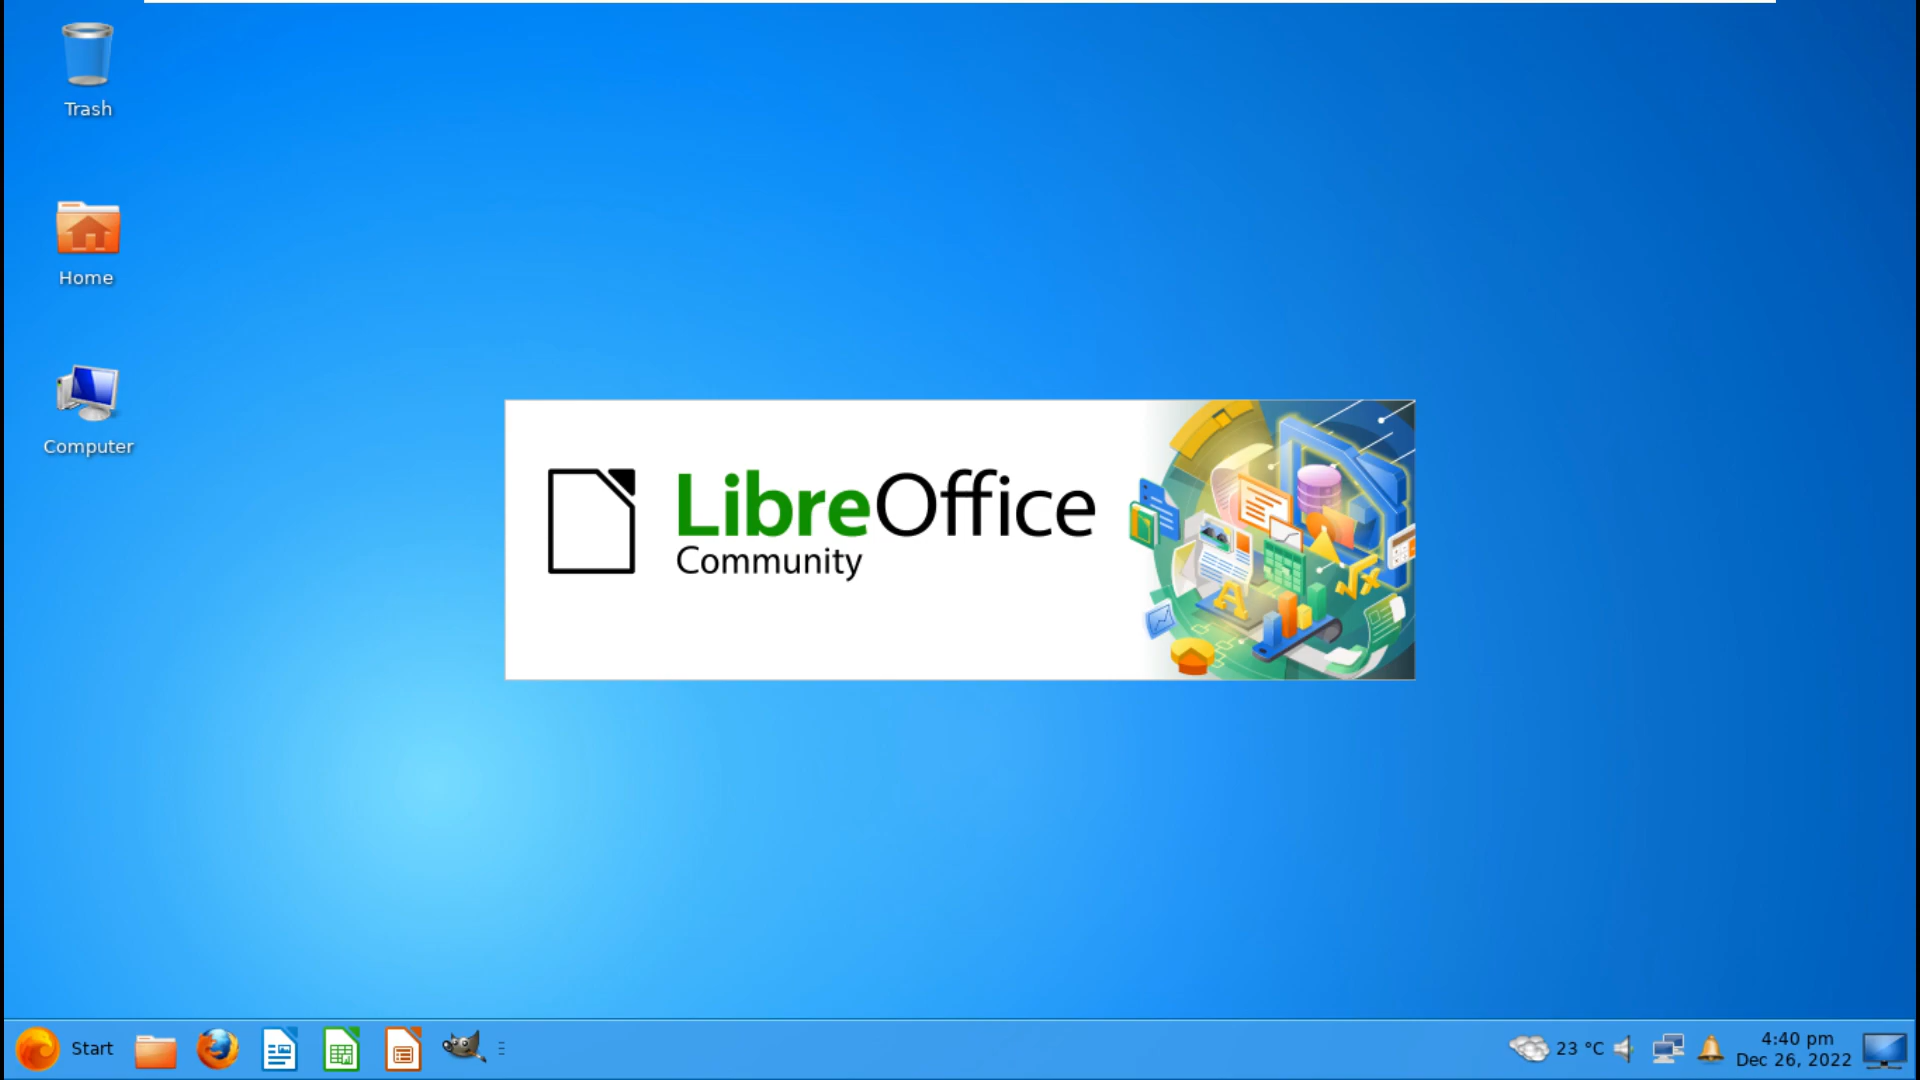 Trash
Home
Computer
LibreOffice
Community
Start
23 °C
4:40 pm
Dec 26, 2022